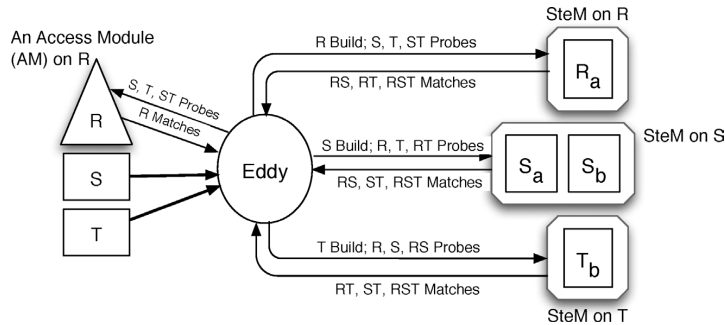 An Access Module
(AM) on R
R
S
T
S, T, ST Probes
R Matches
Eddy
R Build; S, T, ST Probes
RS, RT, RST Matches
SteM on R
Ra
S Build; R, T, RT Probes
RS, ST, RST Matches
SteM on S
Sa
Sb
T Build; R, S, RS Probes
RT, ST, RST Matches
Tb
SteM on T